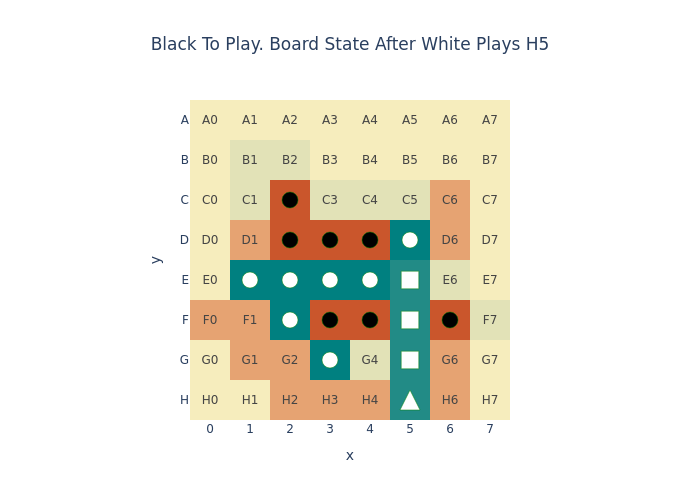 Black To Play. Board State After White Plays H5
A A0 A1 A2 A3 A4 A5 A6 A7
B B0 B1 B2 B3 B4 B5 B6 B7
C C0 C1 C3 C4 C5 C6 C7
D D0 D1 D6 D7
y
E E0 E6 E7
F F0 F1 F7
G G0 G1 G2 G4 G6 G7
H H0 H1 H2 H3 H4 H6 H7
0 1 2 3 4 5 6 7
x